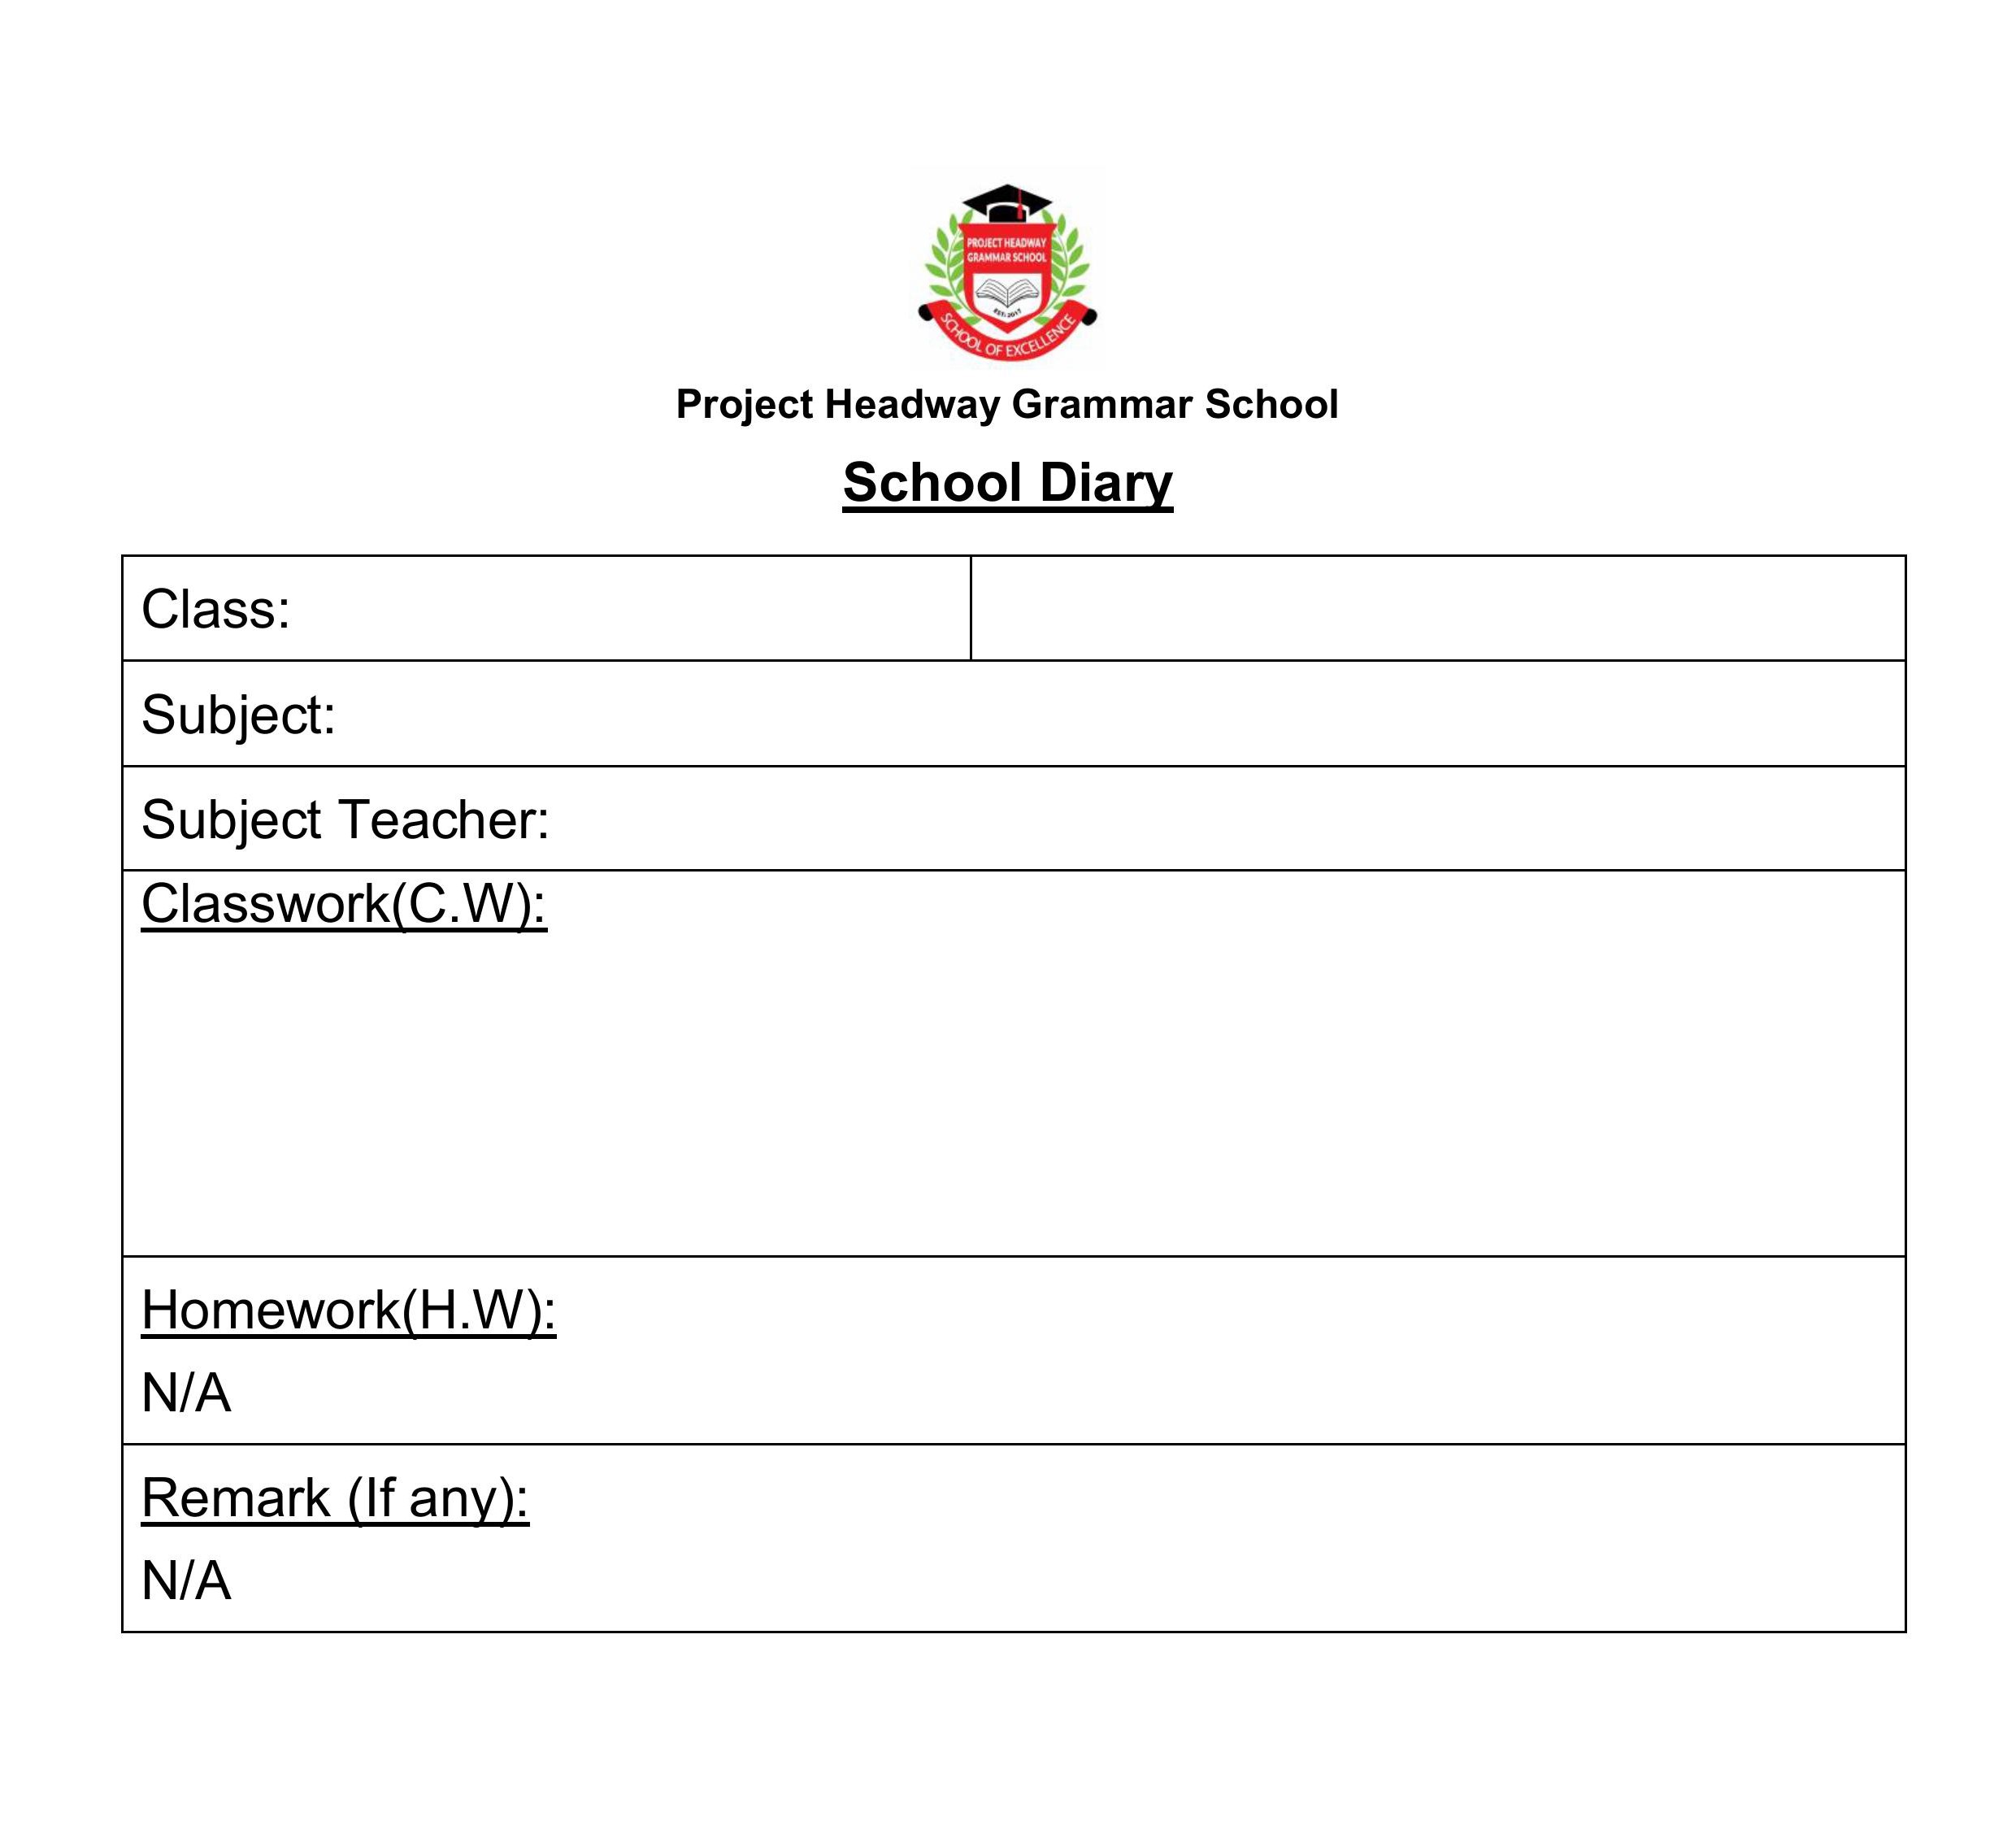 PROJECT HEADWAY
GRAMMAR SCHOOL
EST: 2017
SCHOOL OF EXCELLENCE
Project Headway Grammar School
School Diary
Class:
Subject:
Subject Teacher:
Classwork(C.W):
Homework(H.W):
N/A
Remark (If any):
N/A